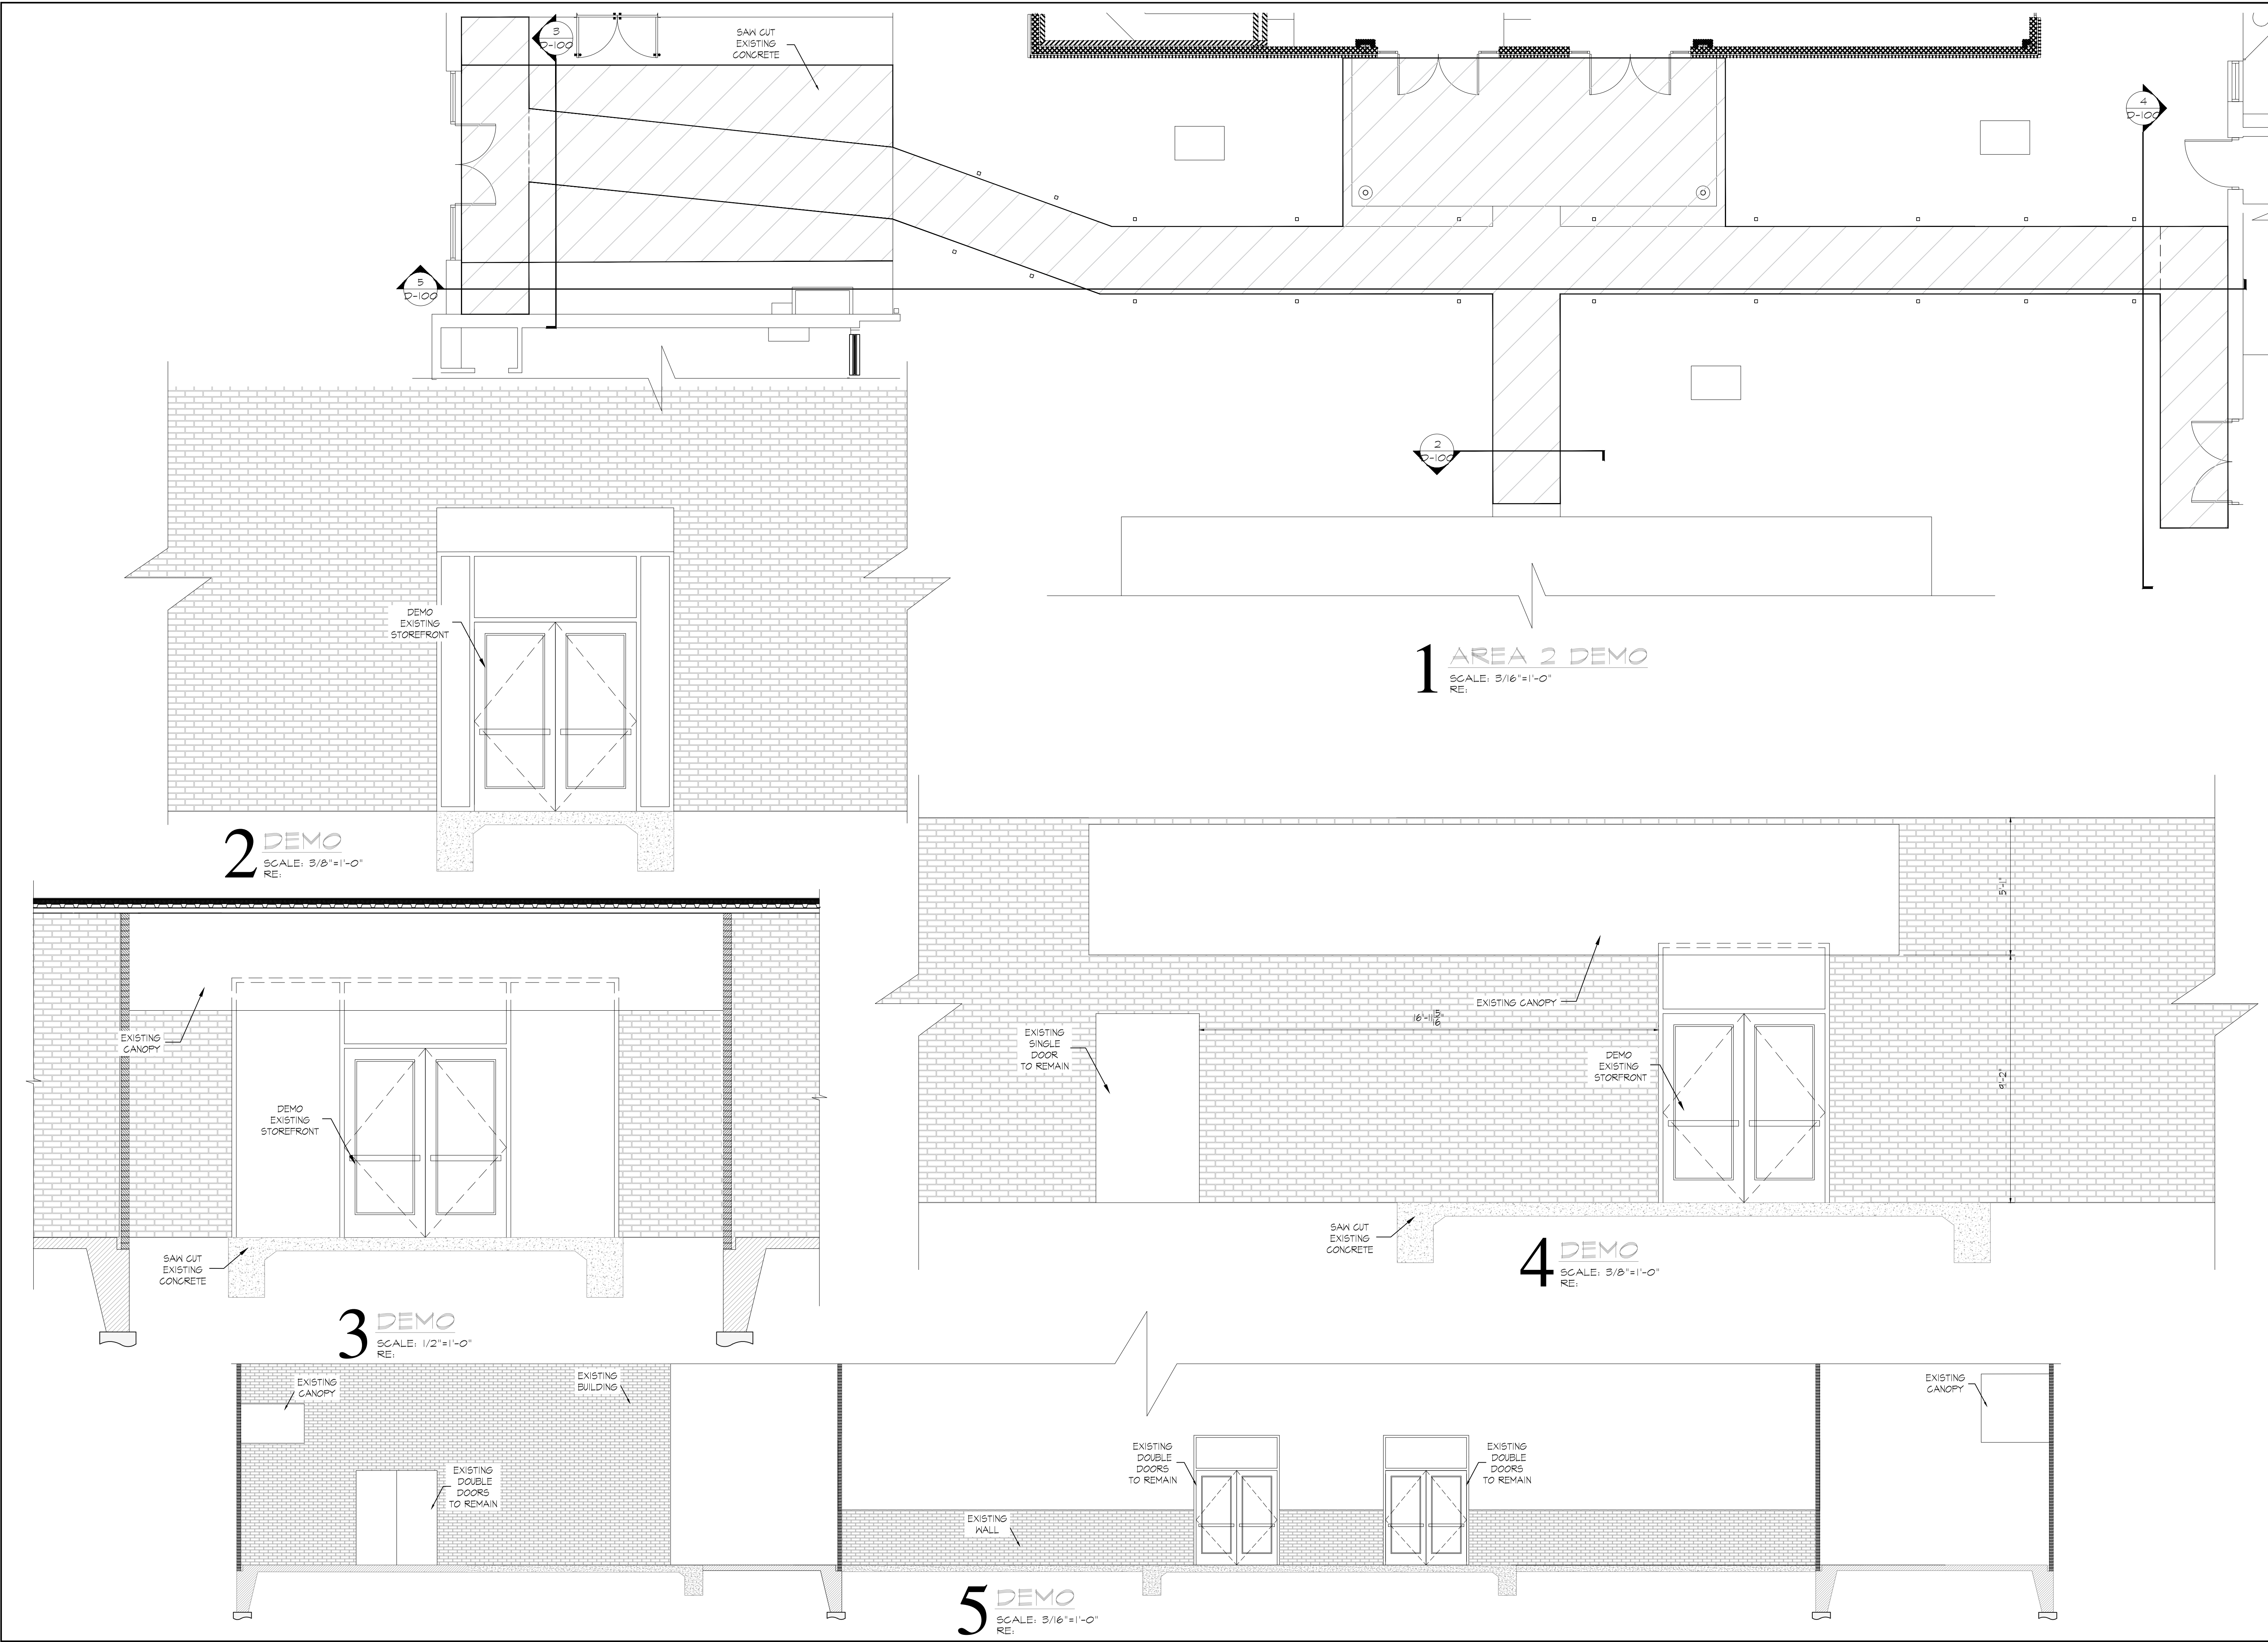 3
D-100
SAW CUT
EXISTING
CONCRETE
4
D-100
5
D-100
2
D-100
1 AREA 2 DEMO
SCALE: 3/16"=1'-0"
RE:
DEMO
EXISTING
STOREFRONT
2 DEMO
SCALE: 3/8"=1'-0"
RE:
EXISTING
CANOPY
DEMO
EXISTING
STOREFRONT
SAW CUT
EXISTING
CONCRETE
3 DEMO
SCALE: 1/2"=1'-0"
RE:
5'-1"
EXISTING CANOPY
EXISTING
SINGLE
DOOR
TO REMAIN
DEMO
EXISTING
STORFRONT
9'-2"
SAW CUT
EXISTING
CONCRETE
4 DEMO
SCALE: 3/8"=1'-0"
RE:
EXISTING
CANOPY
EXISTING
BUILDING
EXISTING
DOUBLE
DOORS
TO REMAIN
EXISTING
WALL
EXISTING
DOUBLE
DOORS
TO REMAIN
EXISTING
DOUBLE
DOORS
TO REMAIN
EXISTING
CANOPY
5 DEMO
SCALE: 3/16"=1'-0"
RE: